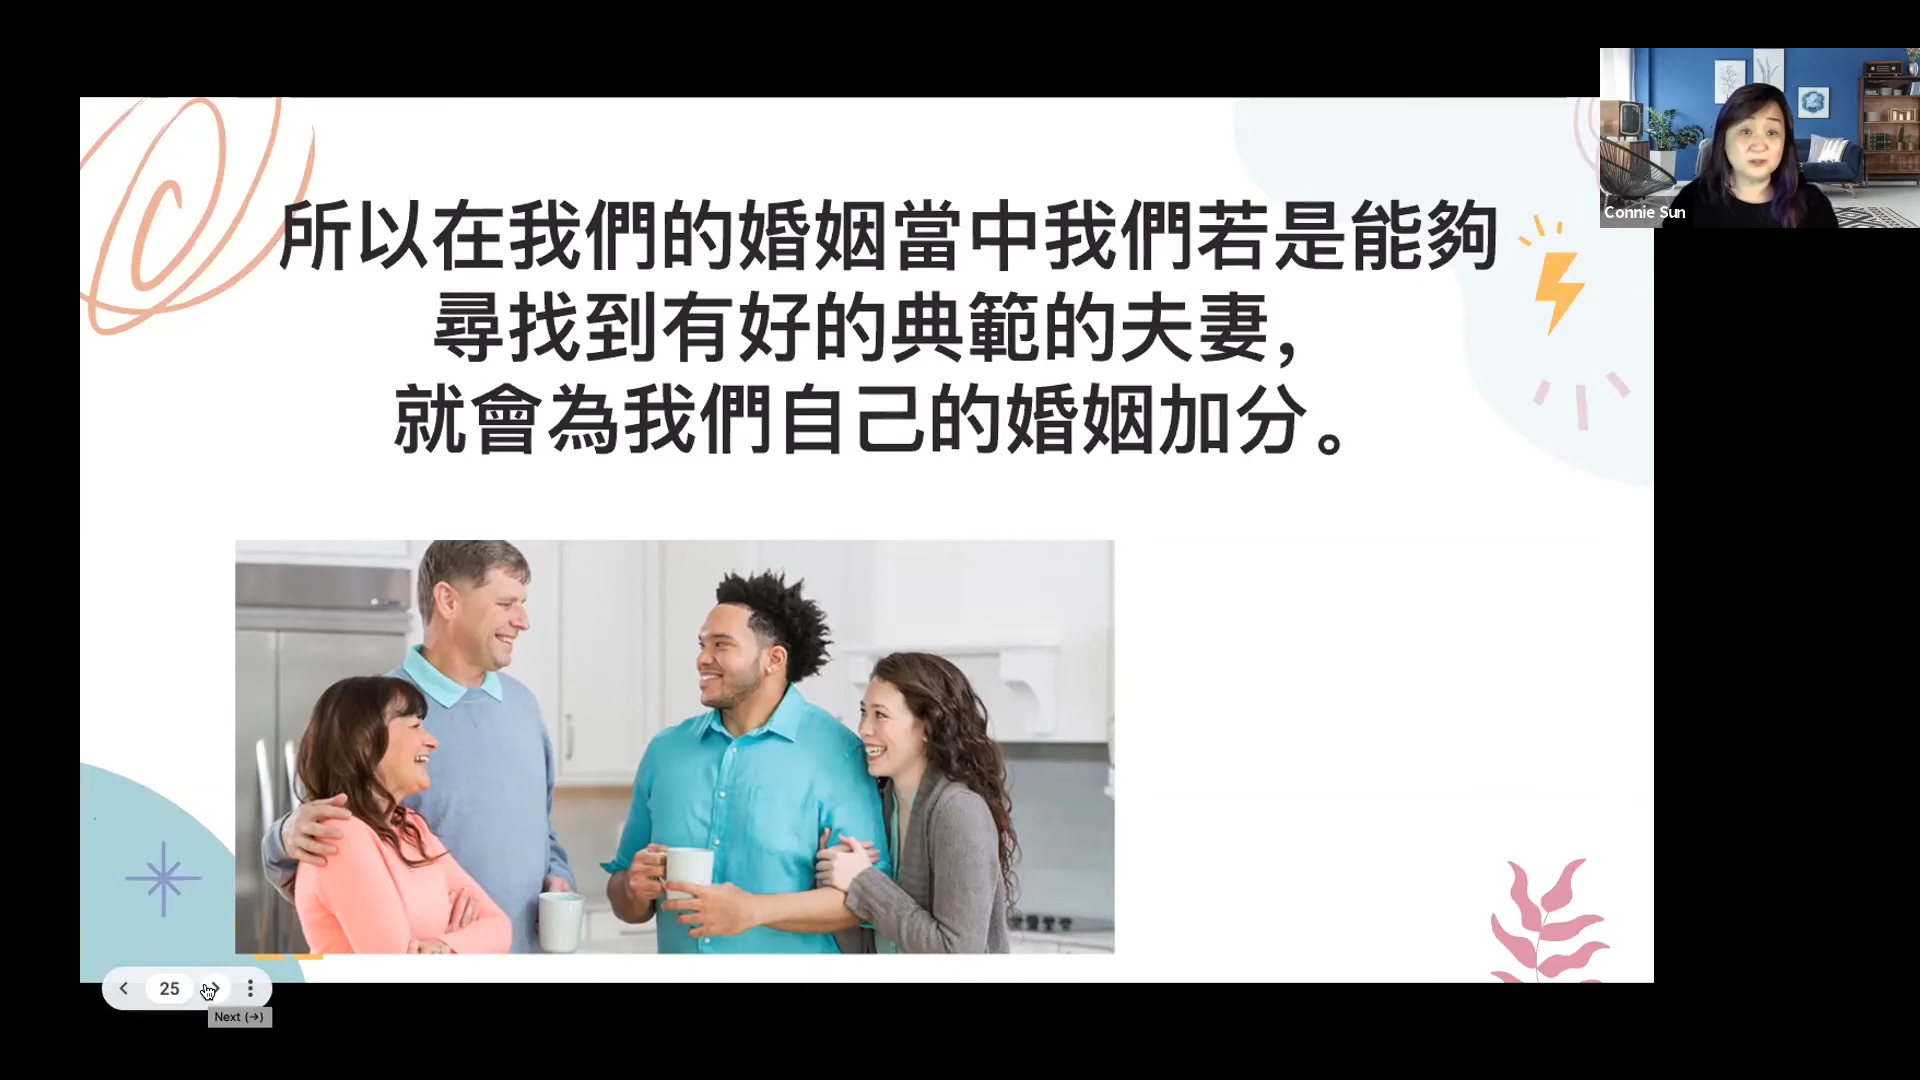 所以在我們的婚姻當中我們若是能夠
尋找到有好的典範的夫妻，
就會為我們自己的婚姻加分。
Connie Sun
25
Next (→)